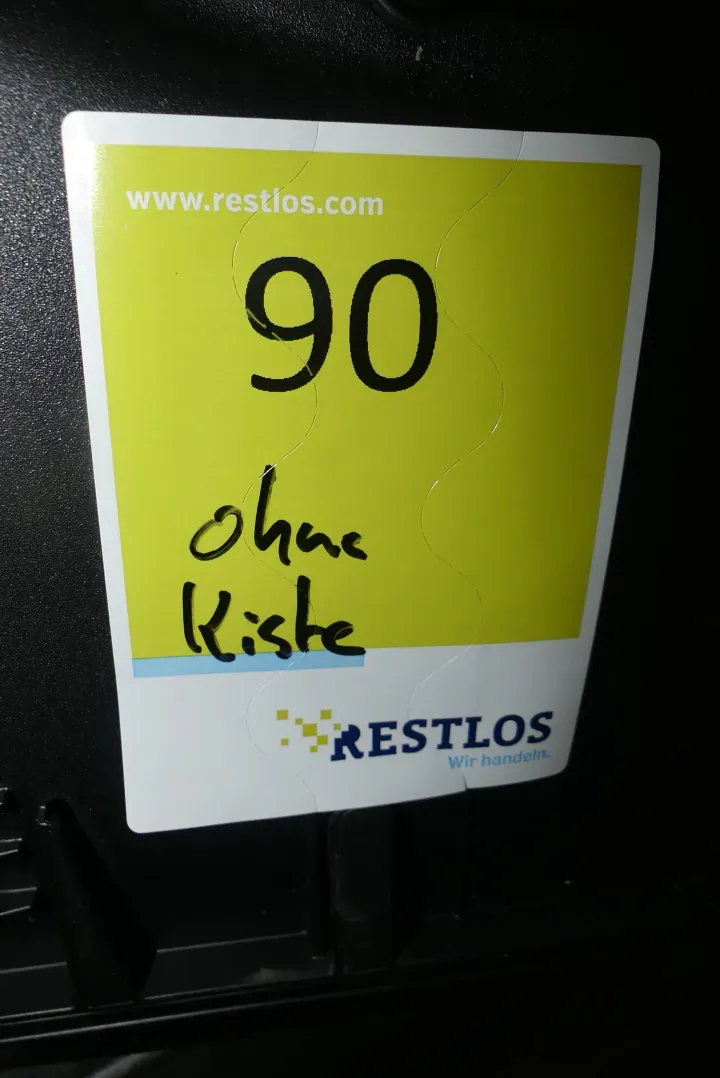 www.restlos.com
90
ohne
Kiste
RESTLOS
Wir handeln.